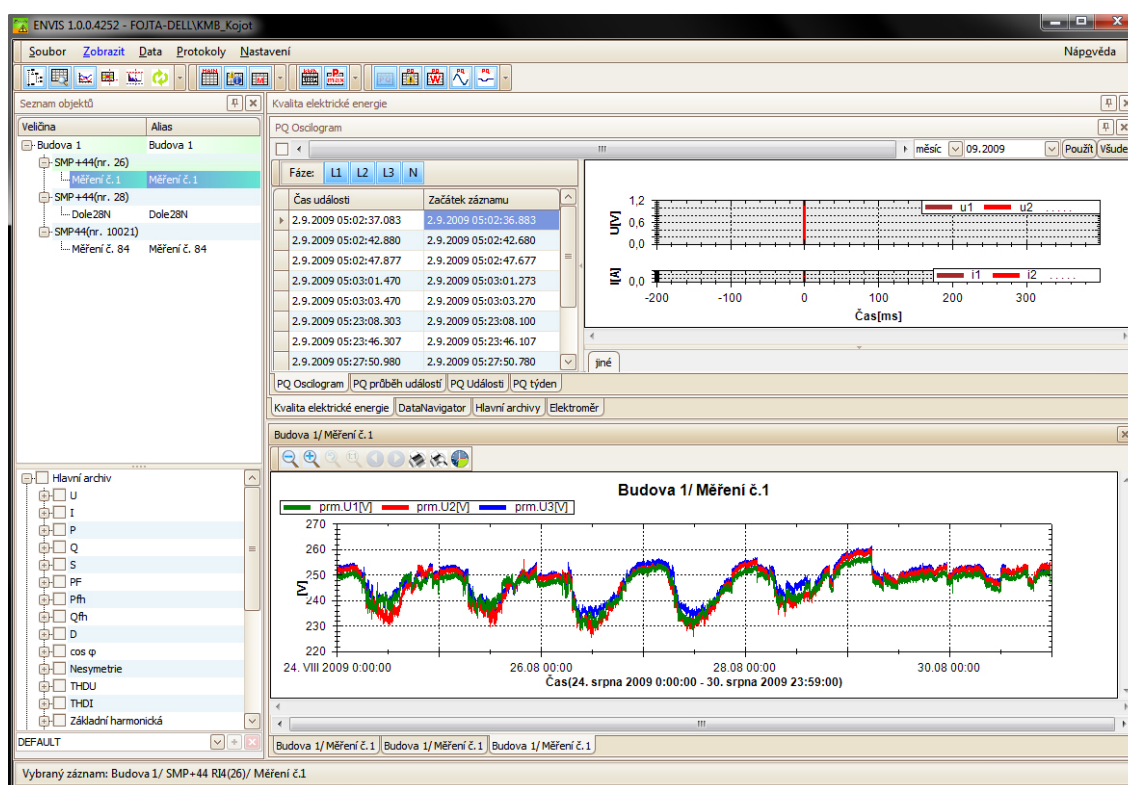 ENVIS 1.0.0.4252 - FOJTA-DELL\KMB_Kojot
Soubor Zobrazit Data Protokoly Nastavení Nápověda
Seznam objektů
Veličina Alias
Budova 1 Budova 1
SMP+44(nr. 26)
Měření č.1 Měření č.1
SMP+44(nr. 28)
Dole28N Dole28N
SMP44(nr. 10021)
Měření č. 84 Měření č. 84
Hlavní archiv
U
I
P
Q
S
PF
Pfh
Qfh
D
cos φ
Nesymetrie
THDU
THDI
Základní harmonická
DEFAULT
Kvalita elektrické energie
PQ Oscilogram
měsíc 09.2009 Použít Všude
Fáze: L1 L2 L3 N
Čas události Začátek záznamu
2.9.2009 05:02:37.083 2.9.2009 05:02:36.883
2.9.2009 05:02:42.880 2.9.2009 05:02:42.680
2.9.2009 05:02:47.877 2.9.2009 05:02:47.677
2.9.2009 05:03:01.470 2.9.2009 05:03:01.273
2.9.2009 05:03:03.470 2.9.2009 05:03:03.270
2.9.2009 05:23:08.303 2.9.2009 05:23:08.100
2.9.2009 05:23:46.307 2.9.2009 05:23:46.107
2.9.2009 05:27:50.980 2.9.2009 05:27:50.780
U[V]
1,2
0,6
0,0
u1 u2 .....
I[A]
0,0
i1 i2 .....
-200 -100 0 100 200 300
Čas[ms]
jiné
PQ Oscilogram PQ průběh událostí PQ Události PQ týden
Kvalita elektrické energie DataNavigator Hlavní archivy Elektroměr
Budova 1/ Měření č.1
Budova 1/ Měření č.1
prm.U1[V] prm.U2[V] prm.U3[V]
[V]
270
260
250
240
230
220
24. VIII 2009 0:00:00 26.08 00:00 28.08 00:00 30.08 00:00
Čas(24. srpna 2009 0:00:00 - 30. srpna 2009 23:59:00)
Budova 1/ Měření č.1 Budova 1/ Měření č.1 Budova 1/ Měření č.1
Vybraný záznam: Budova 1/ SMP+44 RI4(26)/ Měření č.1